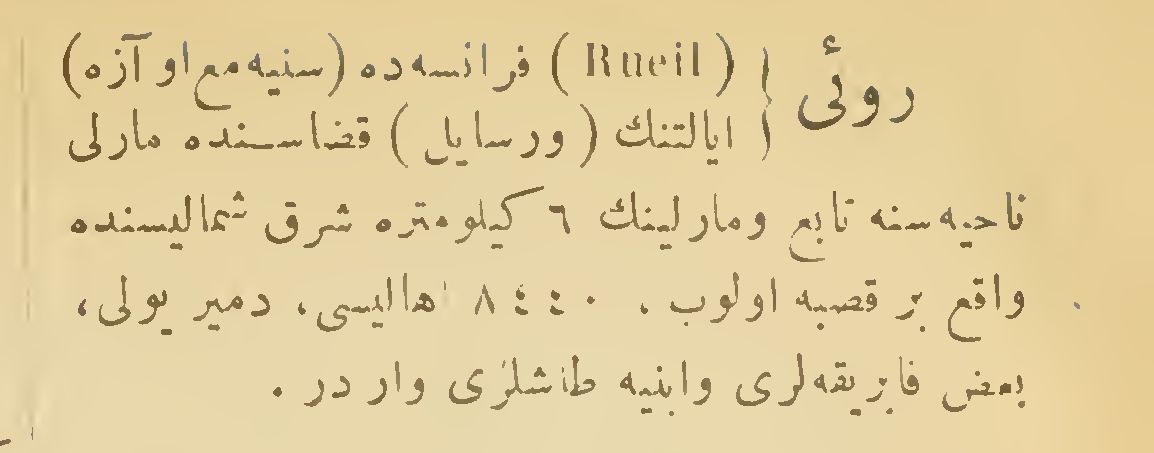 روئی { (Rueil) فرانسه‌ده (سنیه مع اوآزه)
ایالتنك (ورسایل) قضاسنده مارلی
ناحیه‌سنه تابع ومارلینك ٦ کیلومتره شرق شمالیسنده
واقع بر قصبه اولوب، ٨٤٤٠ اهالیسی، دمیر یولی،
بعض فابریقه‌لری وابنیه طاشلری واردر.